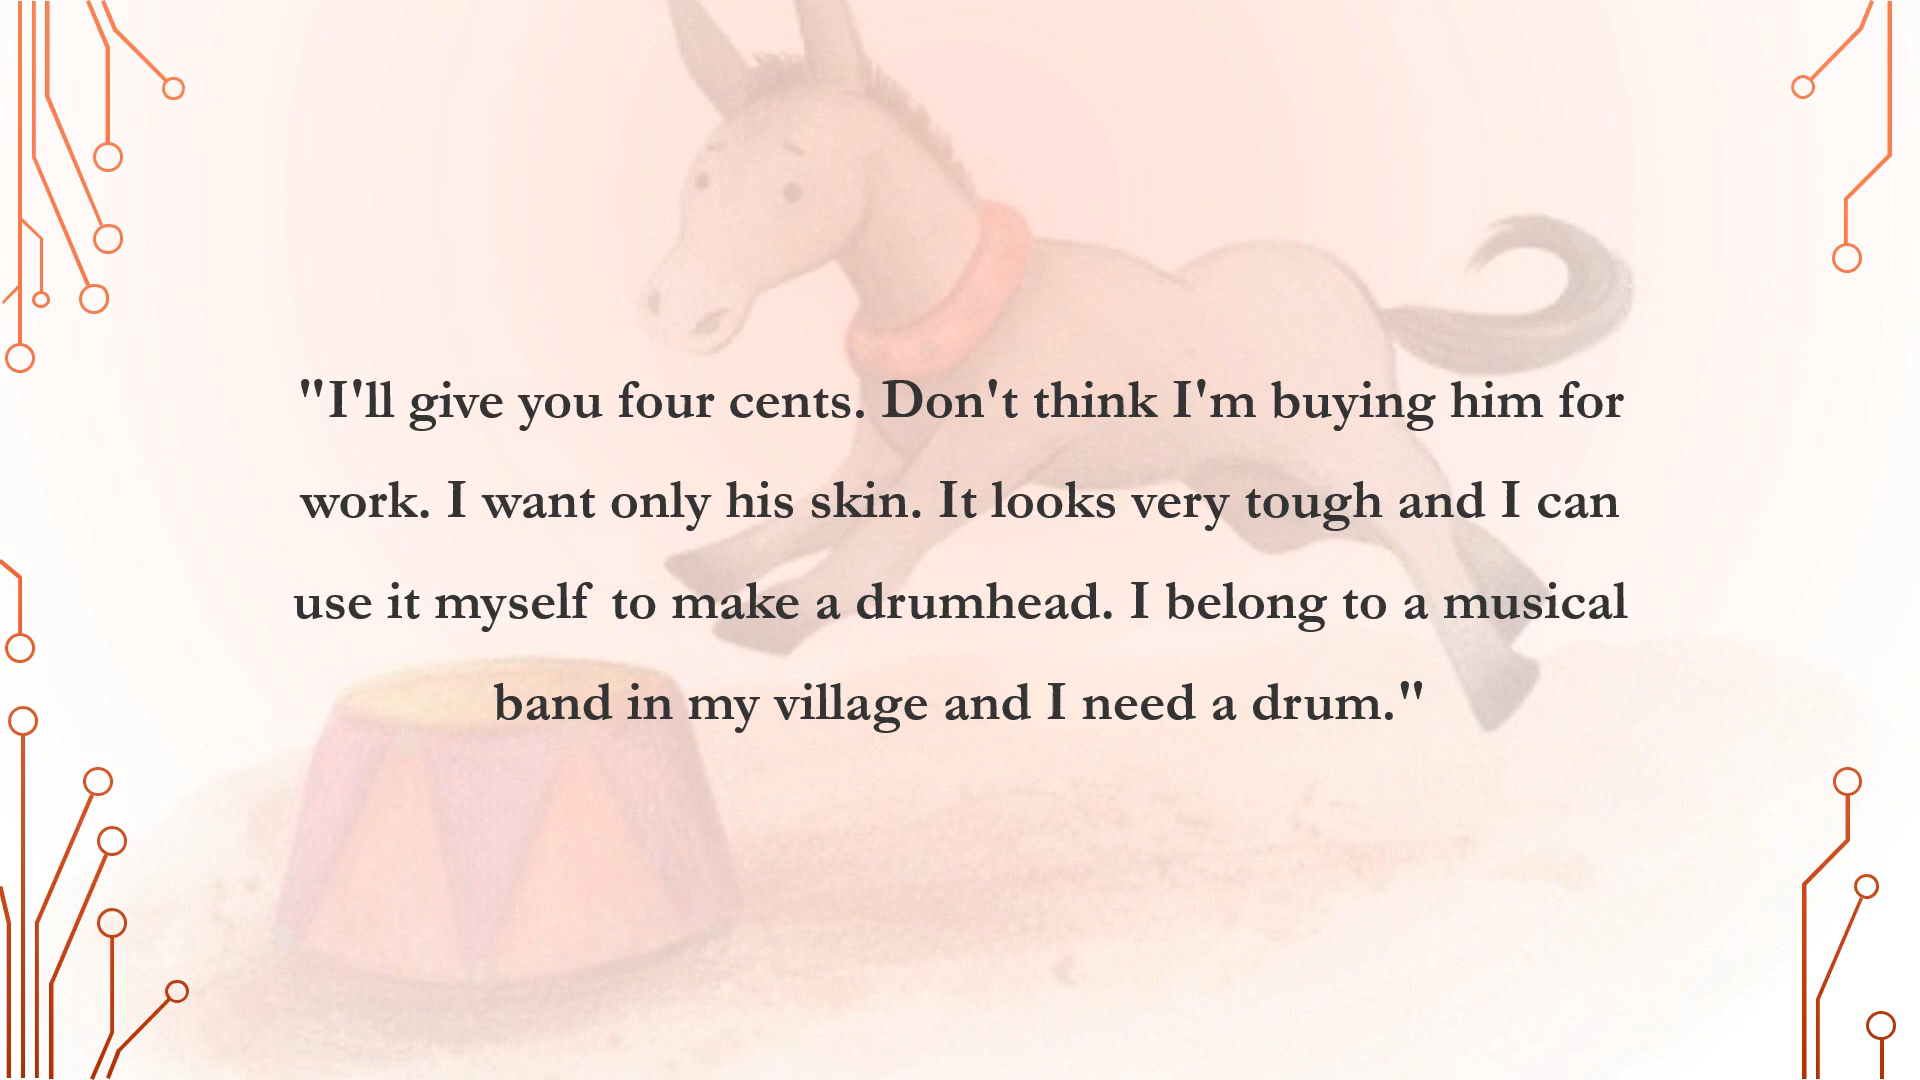 "I'll give you four cents. Don't think I'm buying him for
work. I want only his skin. It looks very tough and I can
use it myself to make a drumhead. I belong to a musical
band in my village and I need a drum."